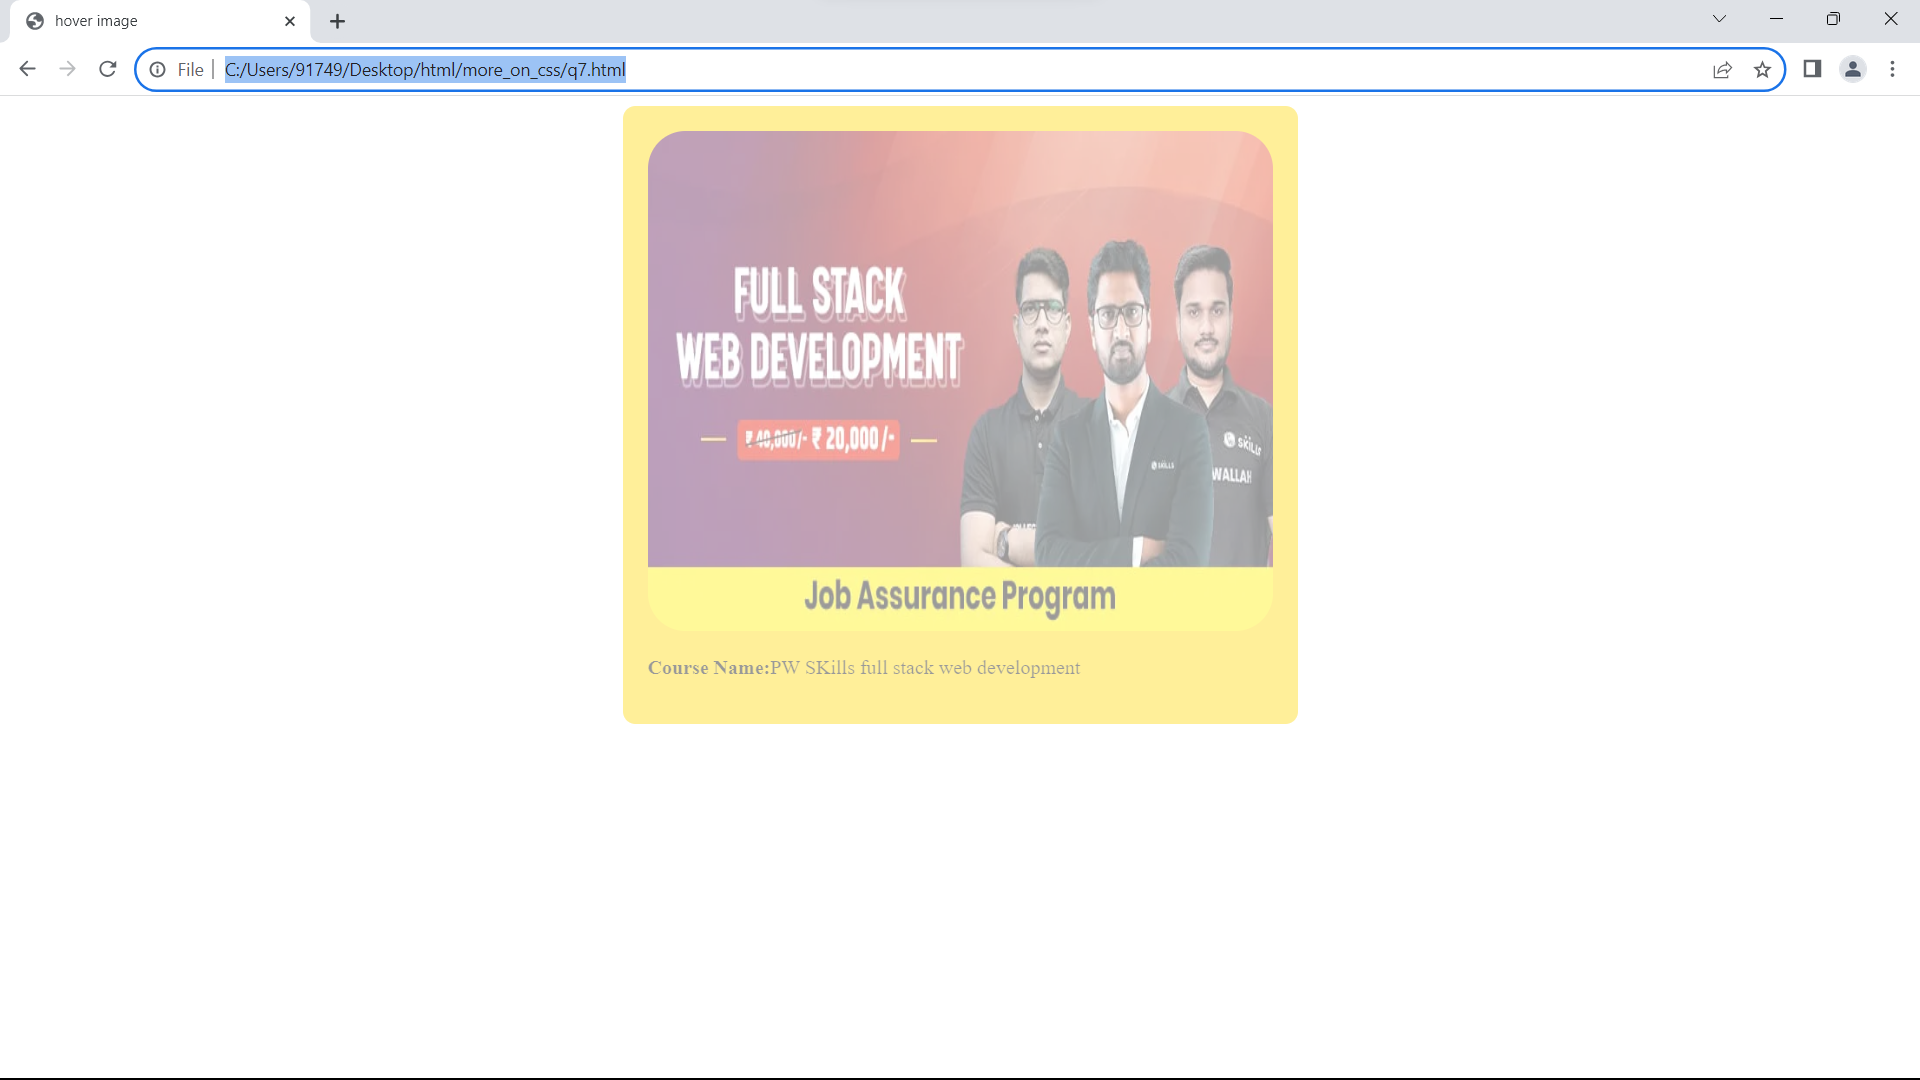 hover image
File
C:/Users/91749/Desktop/html/more_on_css/q7.html
FULL STACK
WEB DEVELOPMENT
₹ 40,000/- ₹ 20,000/-
SKILLS
SKILLS
WALLAH
Job Assurance Program
Course Name:PW SKills full stack web development